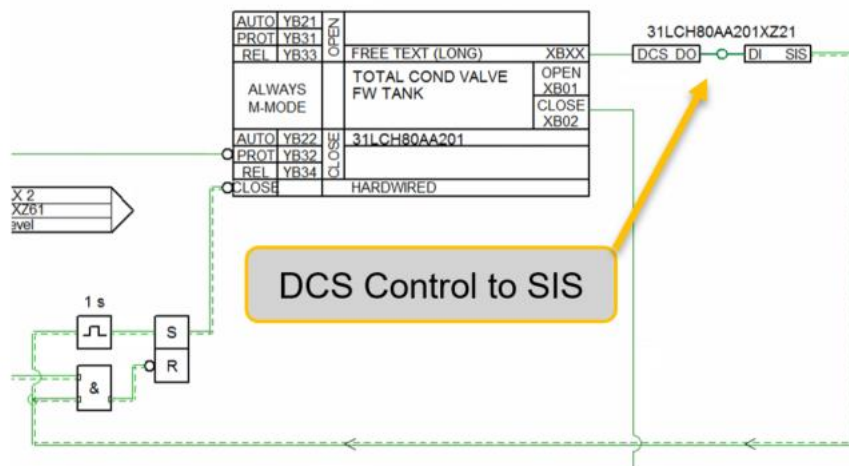 AUTO YB21
PROT YB31
REL YB33
OPEN
FREE TEXT (LONG) XBXX
31LCH80AA201XZ21
DCS DO
DI SIS
ALWAYS
M-MODE
TOTAL COND VALVE
FW TANK
OPEN
XB01
CLOSE
XB02
AUTO YB22
PROT YB32
REL YB34
CLOSE
31LCH80AA201
CLOSE
HARDWIRED
X 2
XZ61
evel
DCS Control to SIS
1 s
S
R
&